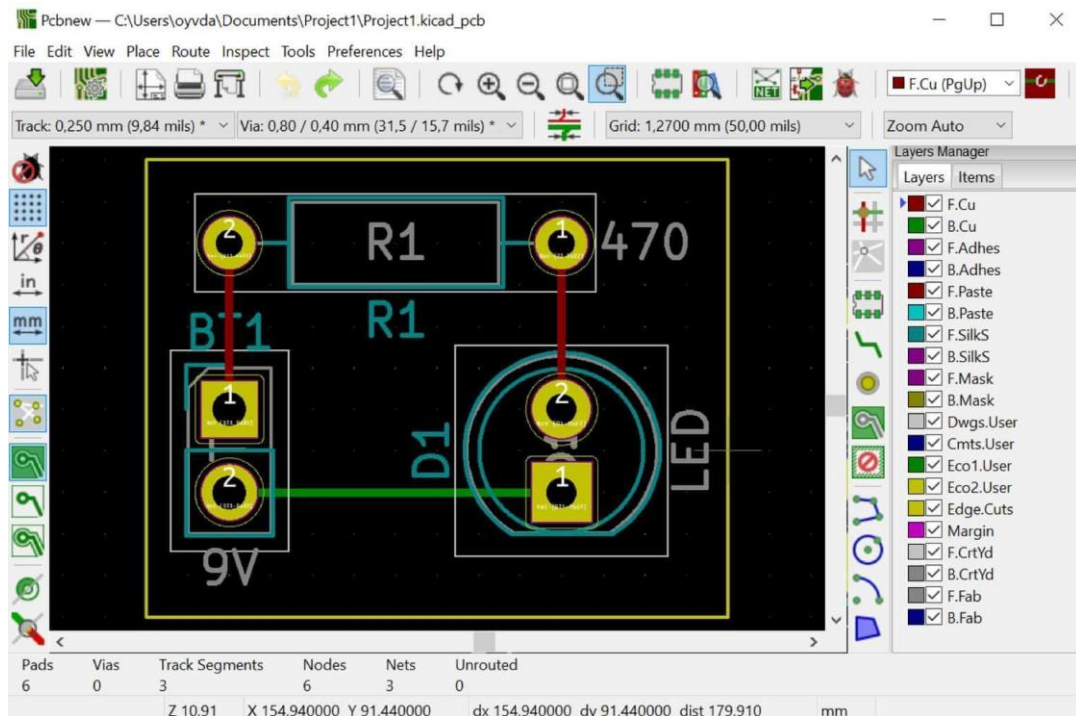 Pcbnew — C:\Users\oyvda\Documents\Project1\Project1.kicad_pcb
File Edit View Place Route Inspect Tools Preferences Help
NET F.Cu (PgUp)
Track: 0,250 mm (9,84 mils) * Via: 0,80 / 0,40 mm (31,5 / 15,7 mils) * Grid: 1,2700 mm (50,00 mils) Zoom Auto
Layers Manager
Layers Items
in
mm
2 R1 1 470
BT1 R1
1 2
D1 LED
2 1
9V
F.Cu
B.Cu
F.Adhes
B.Adhes
F.Paste
B.Paste
F.SilkS
B.SilkS
F.Mask
B.Mask
Dwgs.User
Cmts.User
Eco1.User
Eco2.User
Edge.Cuts
Margin
F.CrtYd
B.CrtYd
F.Fab
B.Fab
Pads Vias Track Segments Nodes Nets Unrouted
6 0 3 6 3 0
Z 10.91 X 154.940000 Y 91.440000 dx 154.940000 dy 91.440000 dist 179.910 mm